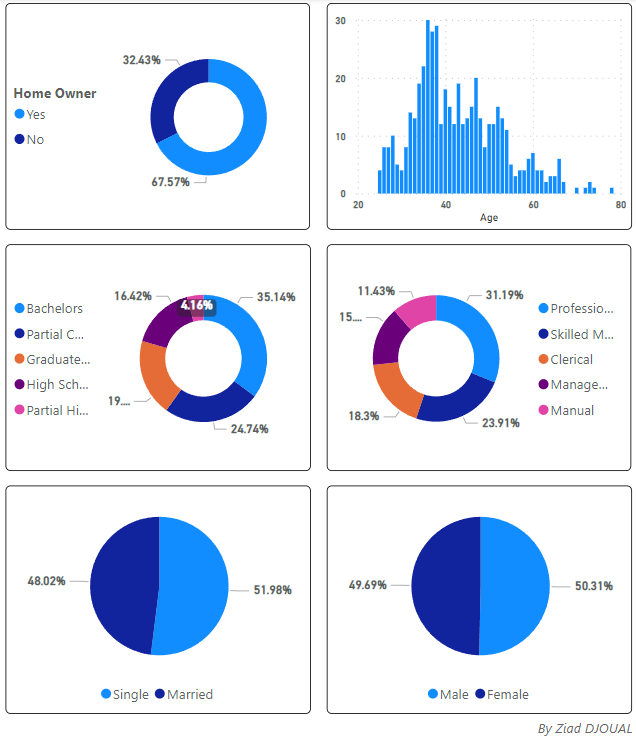 Home Owner
Yes
No
32.43%
67.57%
30
20
10
0
20
40
60
80
Age
Bachelors
Partial C...
Graduate...
High Sch...
Partial Hi...
16.42%
4.16%
35.14%
19....
24.74%
11.43%
31.19%
15....
18.3%
23.91%
Professio...
Skilled M...
Clerical
Manage...
Manual
48.02%
51.98%
Single
Married
49.69%
50.31%
Male
Female
By Ziad DJOUAL